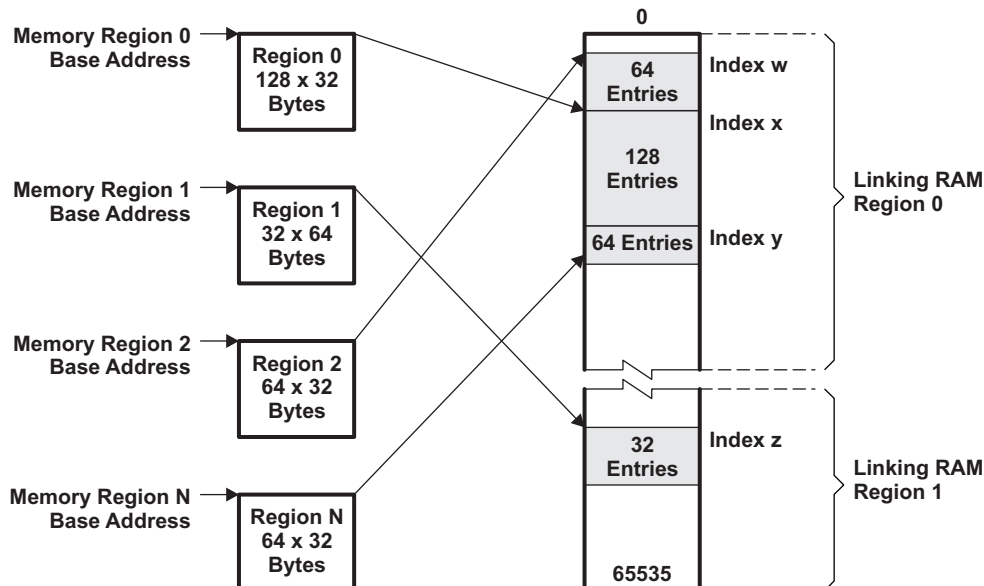 Memory Region 0
Base Address
Region 0
128 x 32
Bytes
Memory Region 1
Base Address
Region 1
32 x 64
Bytes
Memory Region 2
Base Address
Region 2
64 x 32
Bytes
Memory Region N
Base Address
Region N
64 x 32
Bytes
0
64
Entries
128
Entries
64 Entries
32
Entries
65535
Index w
Index x
Index y
Index z
Linking RAM
Region 0
Linking RAM
Region 1